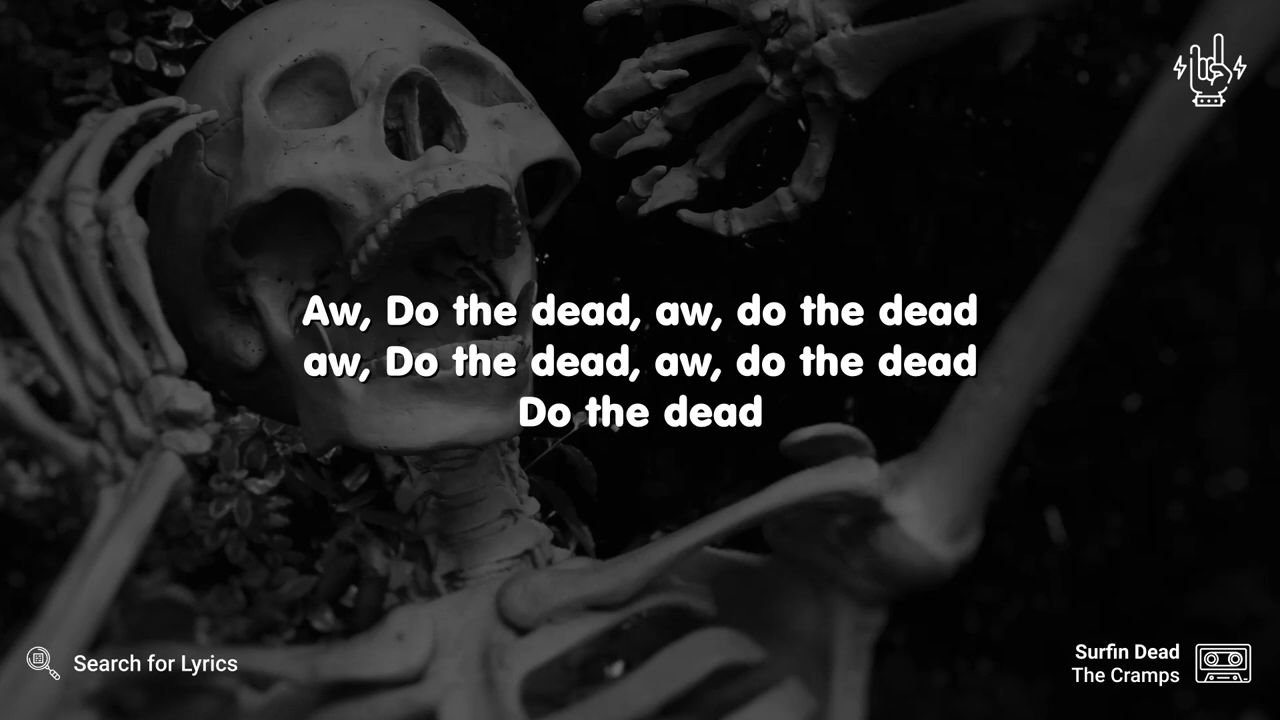 Aw, Do the dead, aw, do the dead
aw, Do the dead, aw, do the dead
Do the dead
Search for Lyrics
Surfin Dead
The Cramps